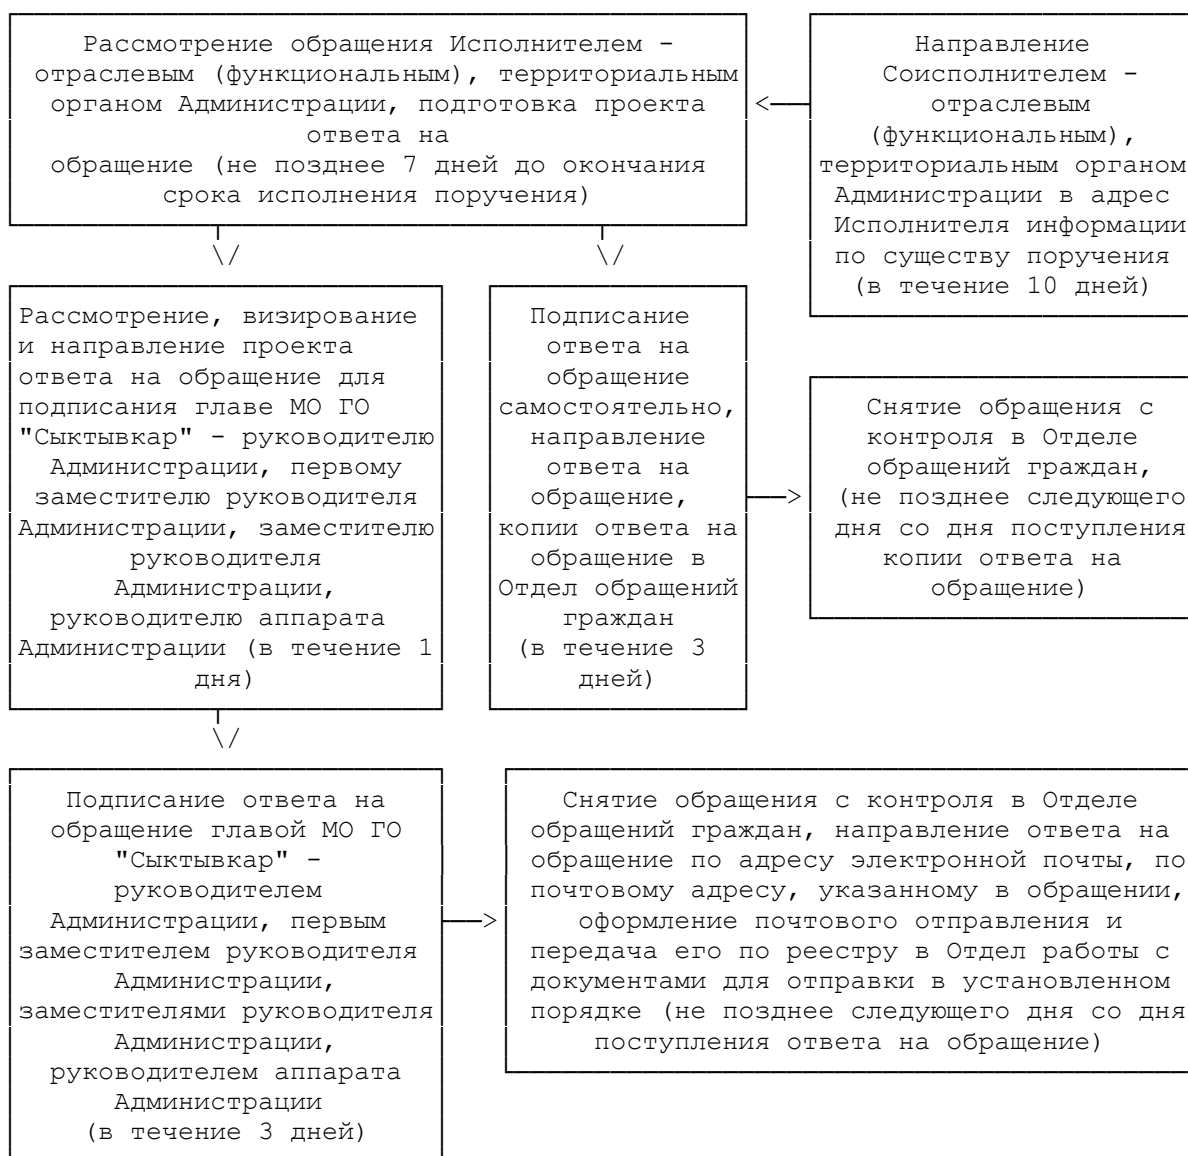 Рассмотрение обращения Исполнителем -
отраслевым (функциональным), территориальным
органом Администрации, подготовка проекта
ответа на
обращение (не позднее 7 дней до окончания
срока исполнения поручения)
Направление
Соисполнителем -
отраслевым
(функциональным),
территориальным органом
Администрации в адрес
Исполнителя информации
по существу поручения
(в течение 10 дней)
Рассмотрение, визирование
и направление проекта
ответа на обращение для
подписания главе МО ГО
"Сыктывкар" - руководителю
Администрации, первому
заместителю руководителя
Администрации, заместителю
руководителя
Администрации,
руководителю аппарата
Администрации (в течение 1
дня)
Подписание
ответа на
обращение
самостоятельно,
направление
ответа на
обращение,
копии ответа на
обращение в
Отдел обращений
граждан
(в течение 3
дней)
Снятие обращения с
контроля в Отделе
обращений граждан,
(не позднее следующего
дня со дня поступления
копии ответа на
обращение)
Подписание ответа на
обращение главой МО ГО
"Сыктывкар" -
руководителем
Администрации, первым
заместителем руководителя
Администрации,
заместителями руководителя
Администрации,
руководителем аппарата
Администрации
(в течение 3 дней)
Снятие обращения с контроля в Отделе
обращений граждан, направление ответа на
обращение по адресу электронной почты, по
почтовому адресу, указанному в обращении,
оформление почтового отправления и
передача его по реестру в Отдел работы с
документами для отправки в установленном
порядке (не позднее следующего дня со дня
поступления ответа на обращение)